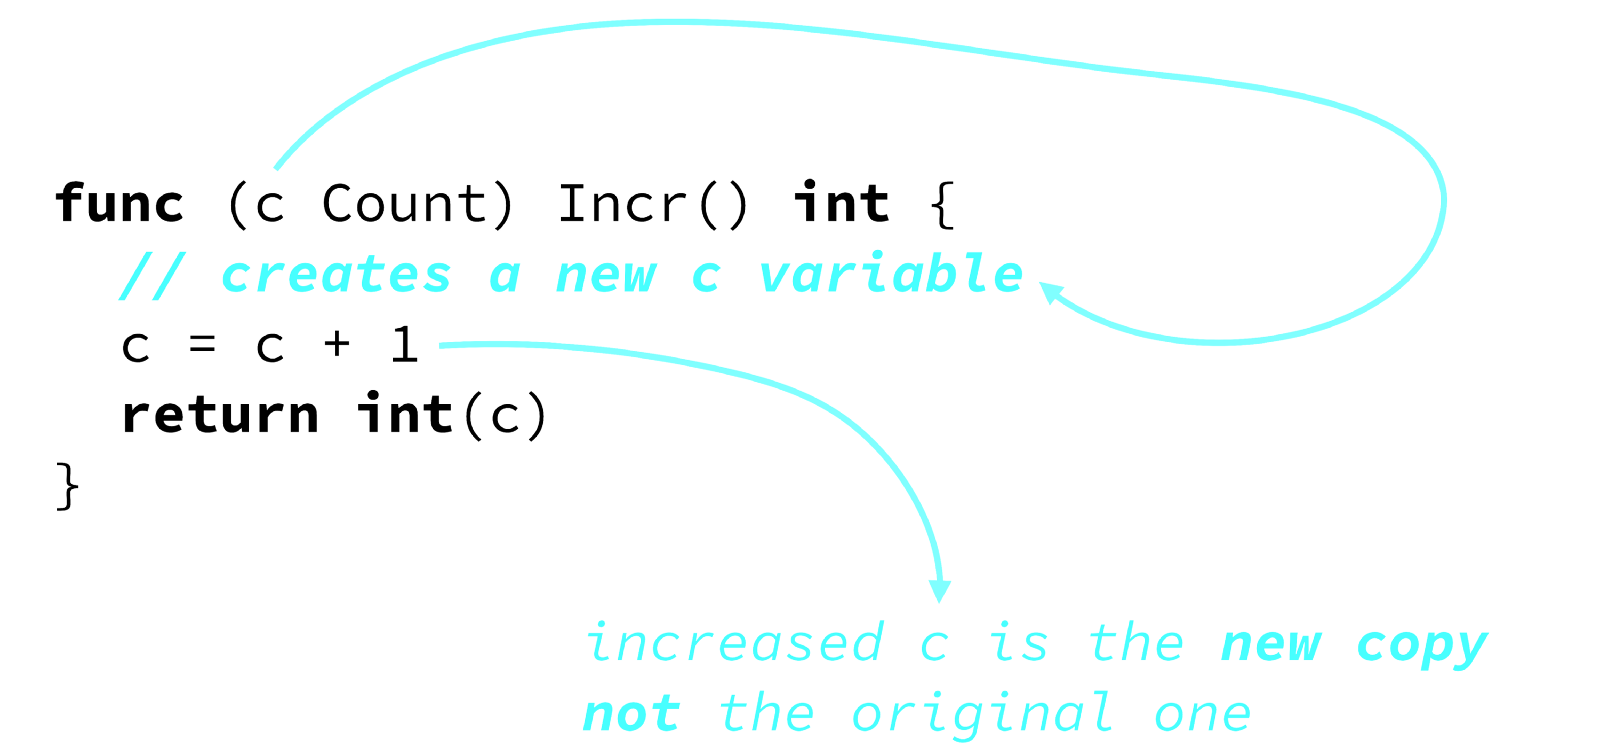 func (c Count) Incr() int {
// creates a new c variable
c = c + 1
return int(c)
}
increased c is the new copy
not the original one